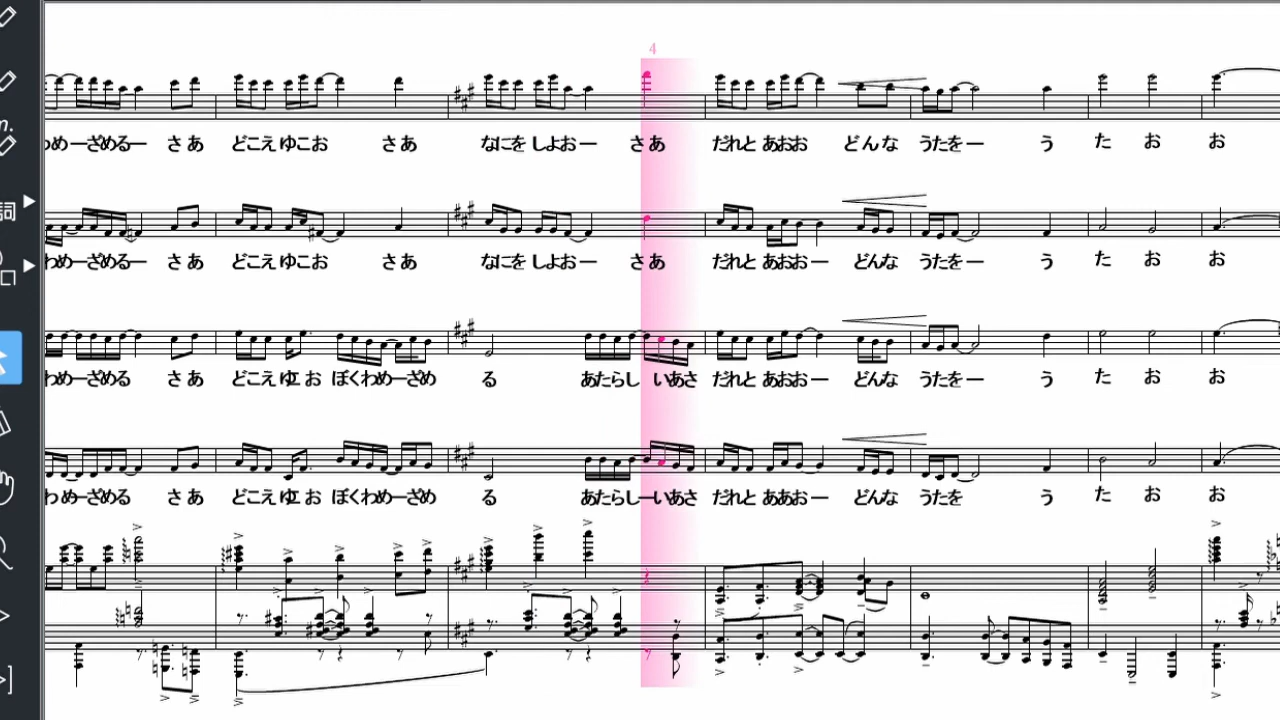 4
わめーざめるー さあ どこえゆこお さあ なにをしよおー さあ だれと あおお どんな うたをー う た お お
m.
詞
わめーざめるー さあ どこえゆこお さあ なにをしよおー さあ だれと あおおー どんな うたをー う た お お
わめーざめる さあ どこえゆこお ぼくわめーざめ る あたらし いあさ だれと あおおー どんな うたをー う た お お
わめーざめる さあ どこえゆこお ぼくわめーざめ る あたらしーいあさ だれと ああおー どんな うたを う た お お